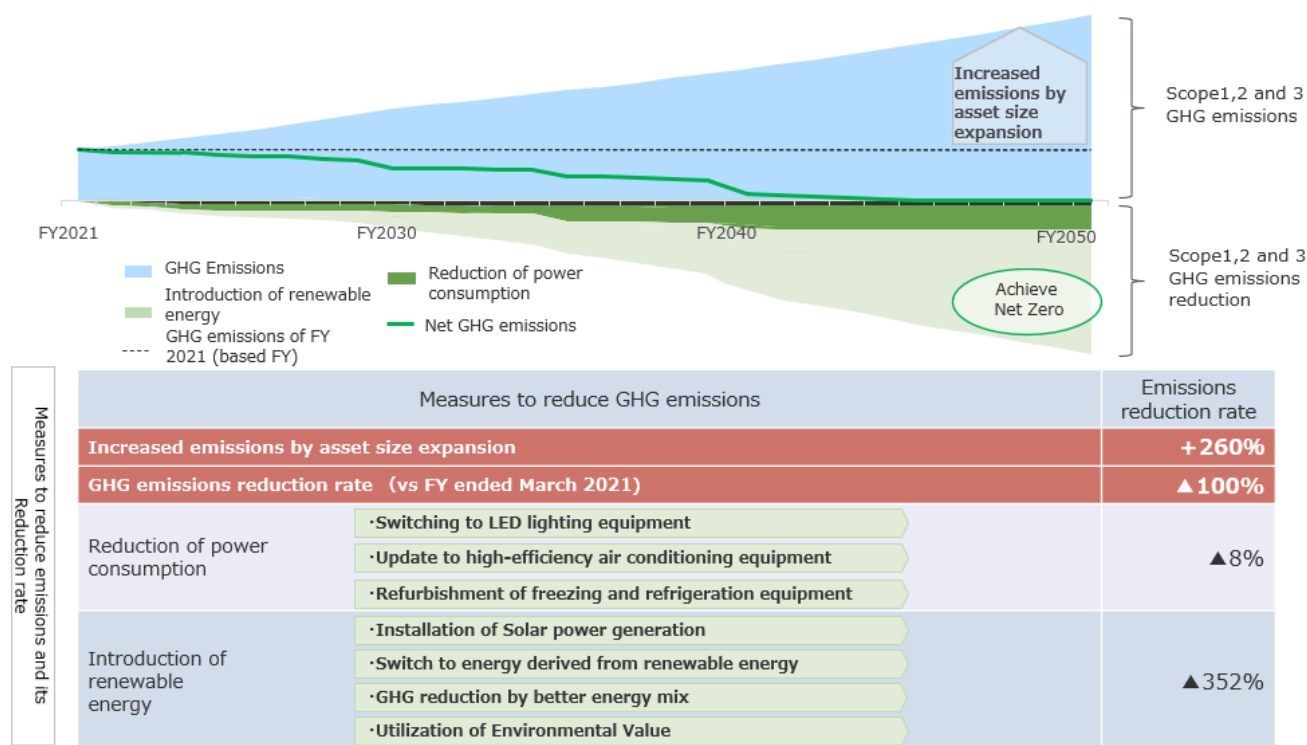 Increased
emissions by
asset size
expansion
Scope1,2 and 3
GHG emissions
FY2021
FY2030
FY2040
FY2050
GHG Emissions
Introduction of renewable
energy
GHG emissions of FY
2021 (based FY)
Reduction of power
consumption
Net GHG emissions
Achieve
Net Zero
Scope1,2 and 3
GHG emissions
reduction
Measures to reduce emissions and its
Reduction rate
Measures to reduce GHG emissions
Emissions
reduction rate
Increased emissions by asset size expansion
+260%
GHG emissions reduction rate （vs FY ended March 2021）
▲100%
Reduction of power
consumption
・Switching to LED lighting equipment
・Update to high-efficiency air conditioning equipment
・Refurbishment of freezing and refrigeration equipment
▲8%
Introduction of
renewable
energy
・Installation of Solar power generation
・Switch to energy derived from renewable energy
・GHG reduction by better energy mix
・Utilization of Environmental Value
▲352%